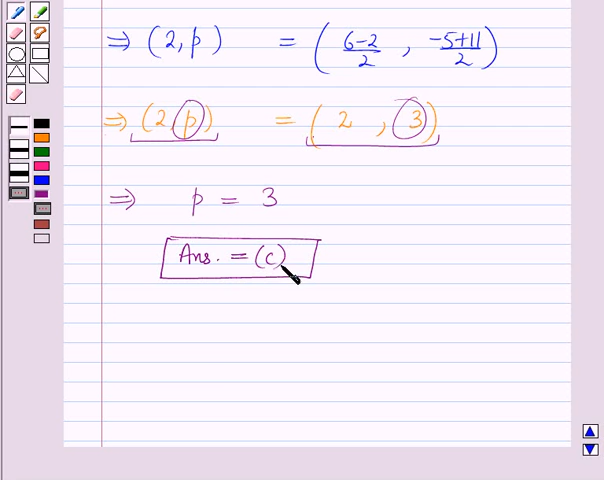 ⇒ (2, p) = (6-2/2, -5+11/2)
⇒ (2, p) = (2, 3)
⇒ p = 3
Ans. = (c)